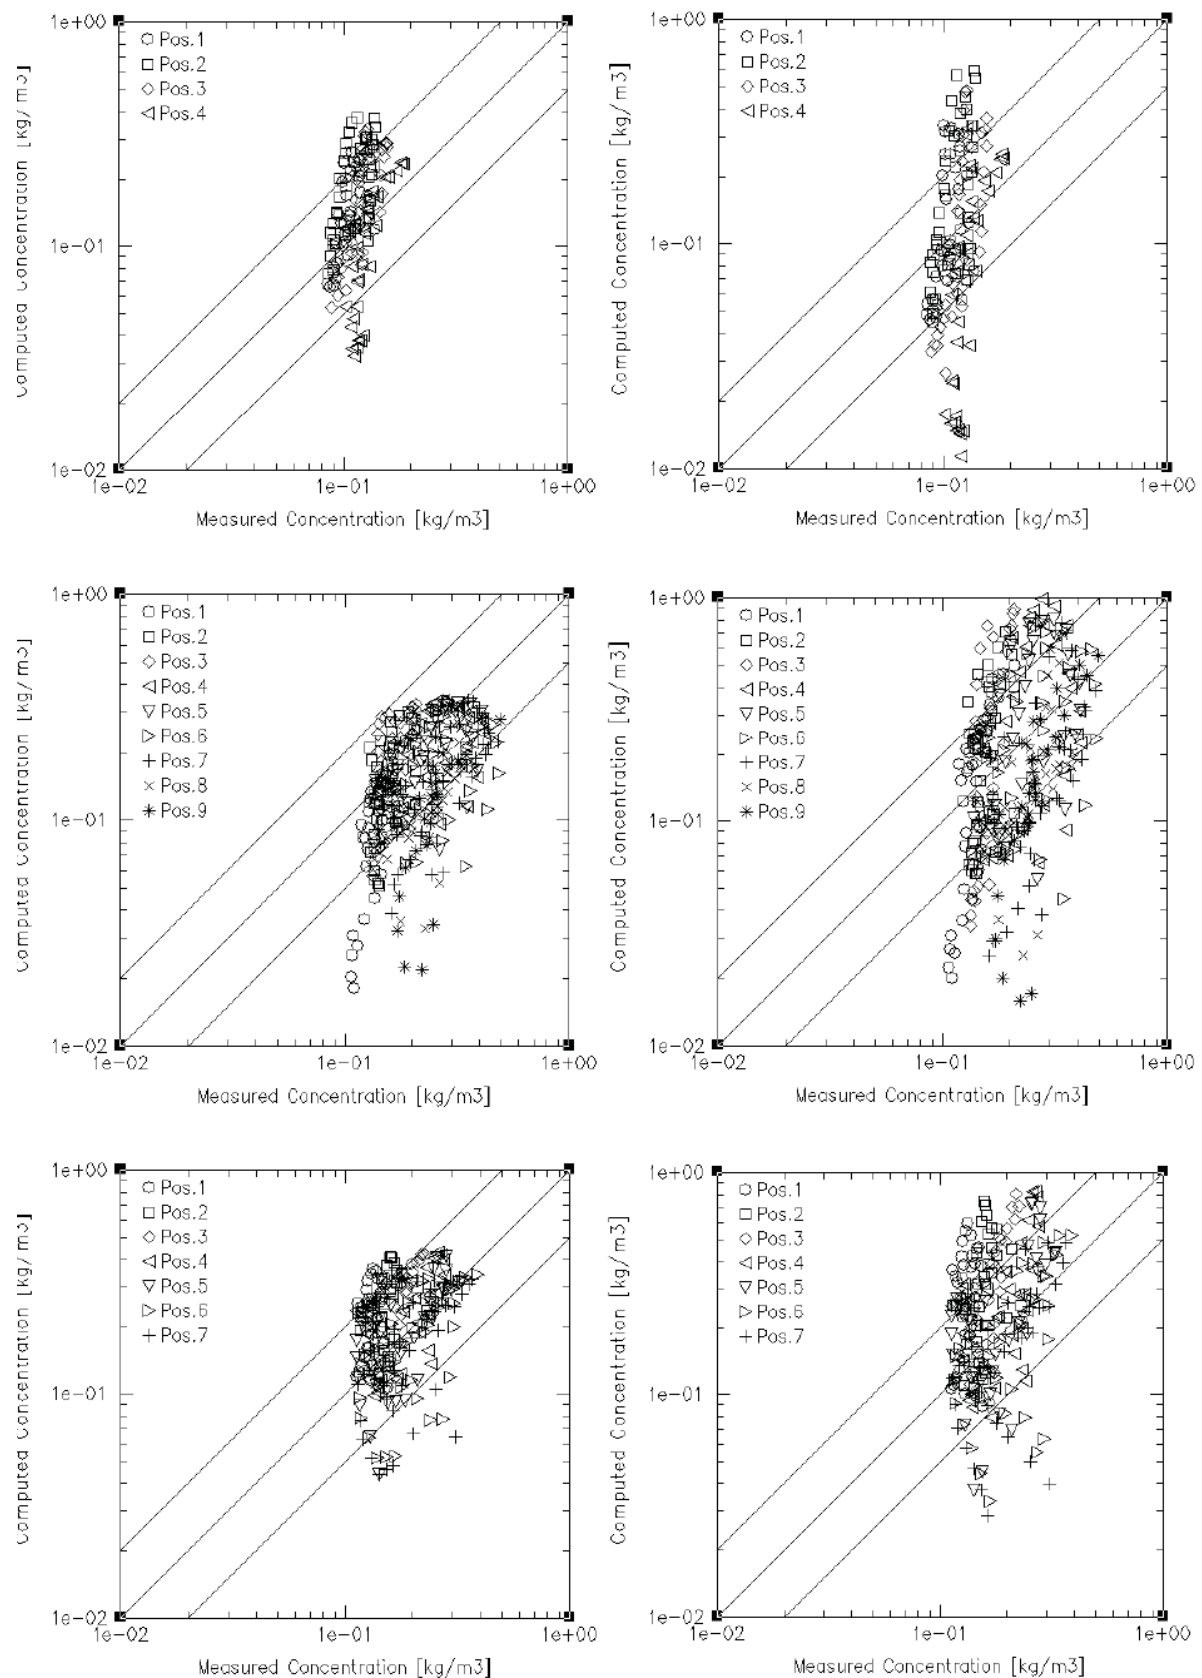 1e+00
Pos.1
Pos.2
Pos.3
Pos.4
Computed Concentration [kg/m3]
1e-01
1e-02
1e-02 1e-01 1e+00
Measured Concentration [kg/m3]
1e+00
Pos.1
Pos.2
Pos.3
Pos.4
Computed Concentration [kg/m3]
1e-01
1e-02
1e-02 1e-01 1e+00
Measured Concentration [kg/m3]
1e+00
Pos.1
Pos.2
Pos.3
Pos.4
Pos.5
Pos.6
Pos.7
Pos.8
Pos.9
Computed Concentration [kg/m3]
1e-01
1e-02
1e-02 1e-01 1e+00
Measured Concentration [kg/m3]
1e+00
Pos.1
Pos.2
Pos.3
Pos.4
Pos.5
Pos.6
Pos.7
Pos.8
Pos.9
Computed Concentration [kg/m3]
1e-01
1e-02
1e-02 1e-01 1e+00
Measured Concentration [kg/m3]
1e+00
Pos.1
Pos.2
Pos.3
Pos.4
Pos.5
Pos.6
Pos.7
Computed Concentration [kg/m3]
1e-01
1e-02
1e-02 1e-01 1e+00
Measured Concentration [kg/m3]
1e+00
Pos.1
Pos.2
Pos.3
Pos.4
Pos.5
Pos.6
Pos.7
Computed Concentration [kg/m3]
1e-01
1e-02
1e-02 1e-01 1e+00
Measured Concentration [kg/m3]